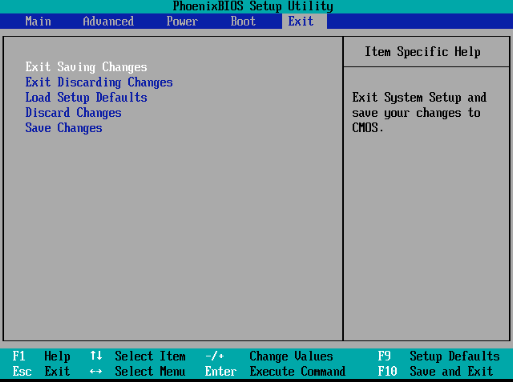 PhoenixBIOS Setup Utility
Main Advanced Power Boot Exit
Item Specific Help
Exit Saving Changes
Exit Discarding Changes
Load Setup Defaults
Discard Changes
Save Changes
Exit System Setup and
save your changes to
CMOS.
F1 Help ↑↓ Select Item -/+ Change Values F9 Setup Defaults
Esc Exit ↔ Select Menu Enter Execute Command F10 Save and Exit